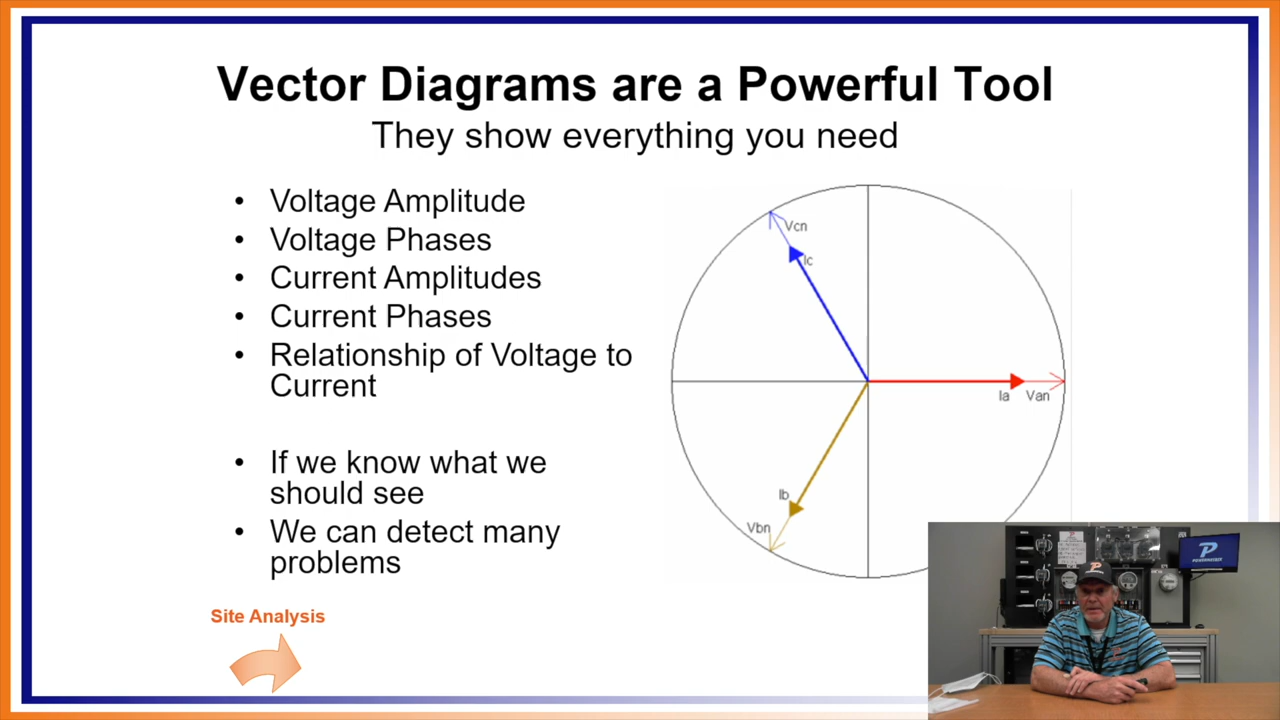 Vector Diagrams are a Powerful Tool
They show everything you need
• Voltage Amplitude
• Voltage Phases
• Current Amplitudes
• Current Phases
• Relationship of Voltage to
Current
• If we know what we
should see
• We can detect many
problems
Site Analysis
Vcn
Ic
Ia Van
Ib
Vbn